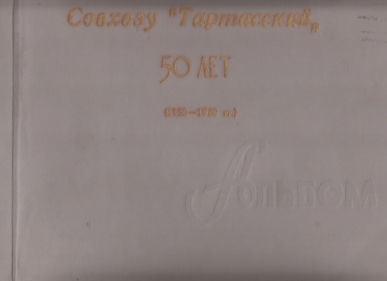 Совхозу "Тартасский"
50 ЛЕТ
Альбом